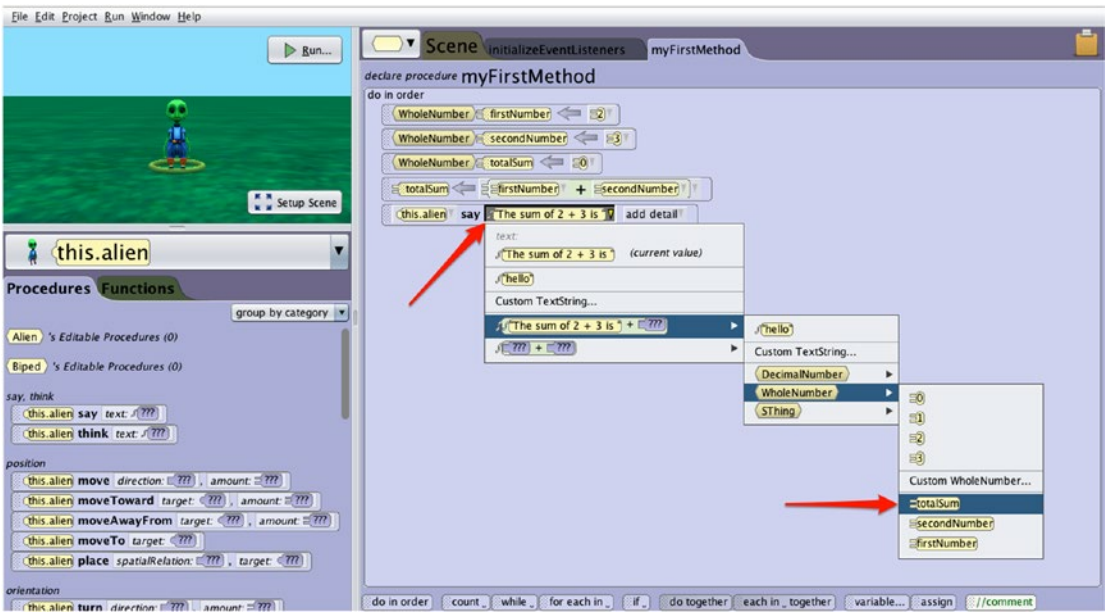 File Edit Project Run Window Help
Run...
Setup Scene
this.alien
Procedures Functions
group by category
Alien 's Editable Procedures (0)
Biped 's Editable Procedures (0)
say, think
this.alien say text: ???
this.alien think text: ???
position
this.alien move direction: ??? , amount: ???
this.alien moveToward target: ??? , amount: ???
this.alien moveAwayFrom target: ??? , amount: ???
this.alien moveTo target: ???
this.alien place spatialRelation: ??? , target: ???
orientation
this.alien turn direction: ??? , amount: ???
Scene initializeEventListeners myFirstMethod
declare procedure myFirstMethod
do in order
WholeNumber firstNumber 2
WholeNumber secondNumber 3
WholeNumber totalSum 0
totalSum firstNumber + secondNumber
this.alien say "The sum of 2 + 3 is " add detail
text:
"The sum of 2 + 3 is " (current value)
"hello"
Custom TextString...
"The sum of 2 + 3 is " + ???
??? + ???
"hello"
Custom TextString...
DecimalNumber
WholeNumber
SThing
0
1
2
3
Custom WholeNumber...
totalSum
secondNumber
firstNumber
do in order count _ while _ for each in _ if _ do together each in _ together variable... assign //comment